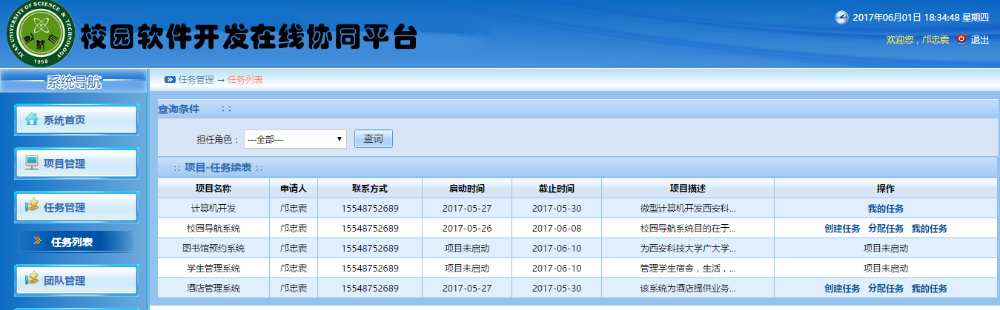 XI'AN UNIVERSITY OF SCIENCE & TECHNOLOGY
1958
校园软件开发在线协同平台
2017年06月01日 18:34:48 星期四
欢迎您，邝忠震 退出
系统导航
任务管理 → 任务列表
系统首页
项目管理
任务管理
任务列表
团队管理
查询条件 ::
担任角色： ---全部--- 查询
:: 项目-任务续表 ::
项目名称 申请人 联系方式 启动时间 截止时间 项目描述 操作
计算机开发 邝忠震 15548752689 2017-05-27 2017-05-30 微型计算机开发西安科... 我的任务
校园导航系统 邝忠震 15548752689 2017-05-26 2017-06-08 校园导航系统目的在于... 创建任务 分配任务 我的任务
图书馆预约系统 邝忠震 15548752689 项目未启动 2017-06-10 为西安科技大学广大学... 项目未启动
学生管理系统 邝忠震 15548752689 项目未启动 2017-06-10 管理学生宿舍，生活，... 项目未启动
酒店管理系统 邝忠震 15548752689 2017-05-27 2017-05-30 该系统为酒店提供业务... 创建任务 分配任务 我的任务